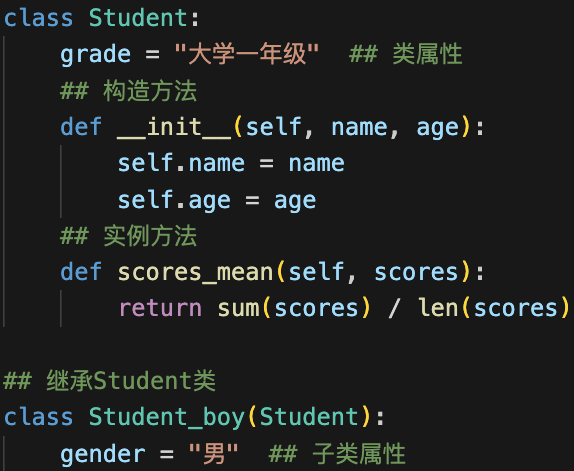 class Student:
    grade = "大学一年级"  ## 类属性
    ## 构造方法
    def __init__(self, name, age):
        self.name = name
        self.age = age
    ## 实例方法
    def scores_mean(self, scores):
        return sum(scores) / len(scores)
## 继承Student类
class Student_boy(Student):
    gender = "男"  ## 子类属性